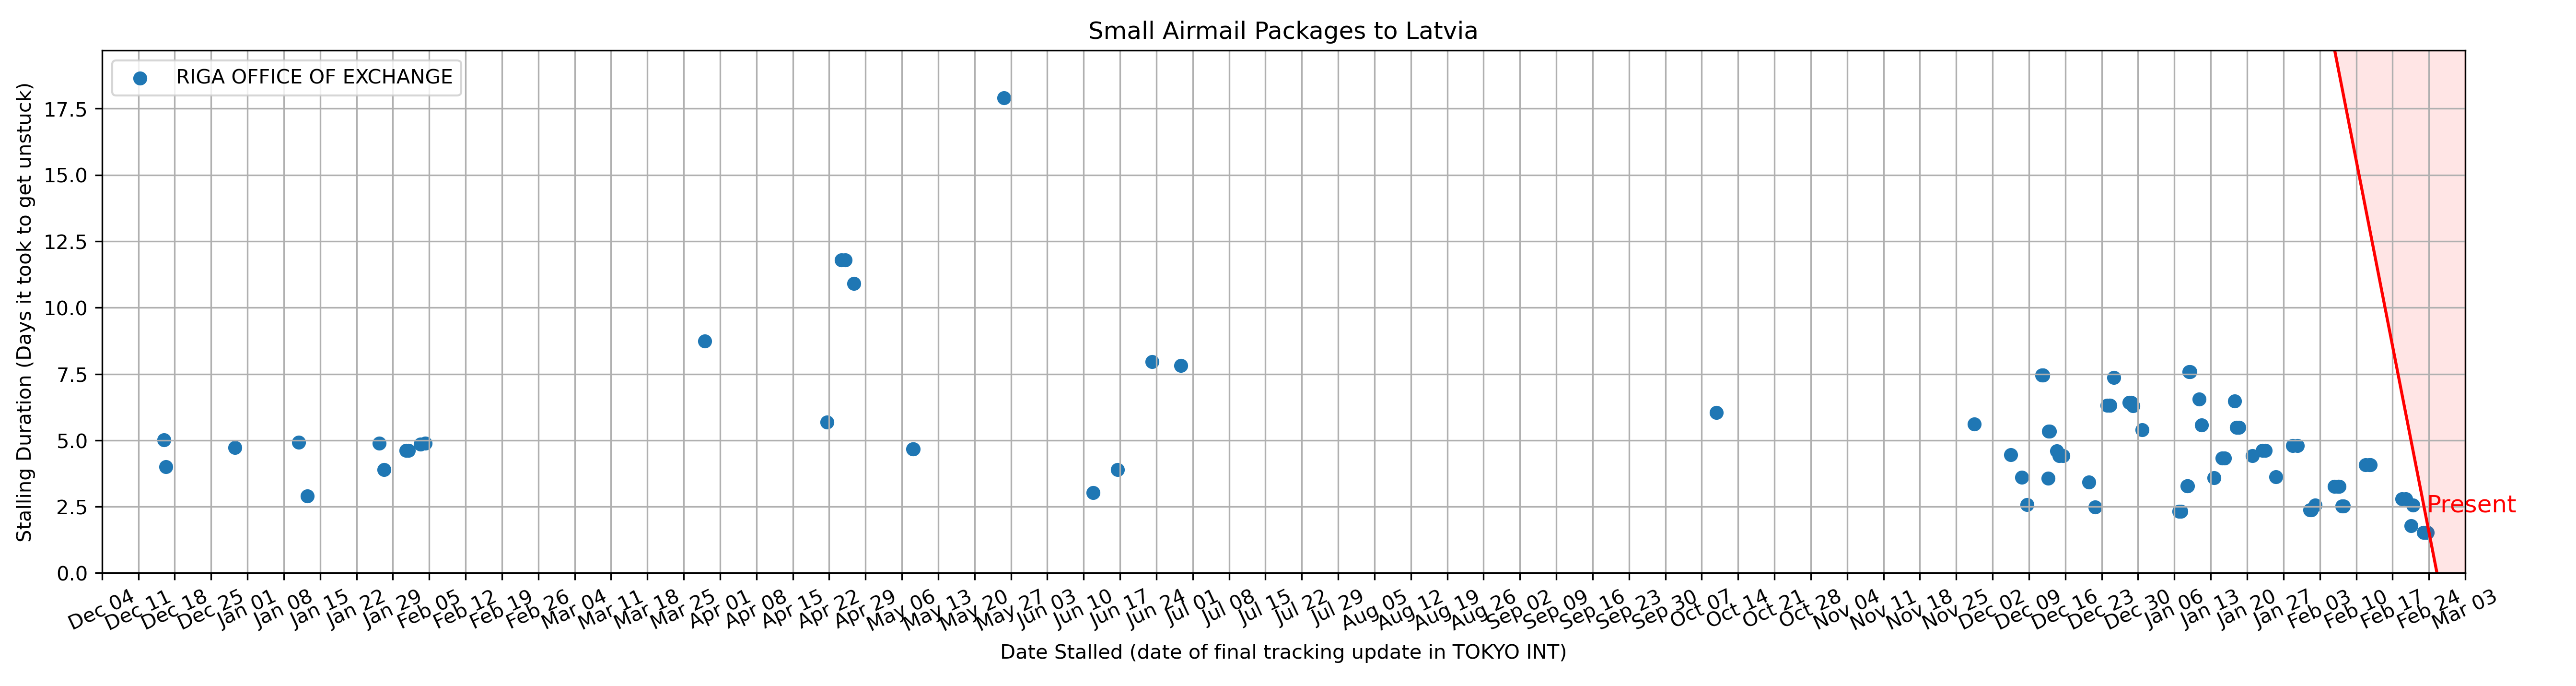 Small Airmail Packages to Latvia
RIGA OFFICE OF EXCHANGE
Stalling Duration (Days it took to get unstuck)
17.5
15.0
12.5
10.0
7.5
5.0
2.5
0.0
Present
Dec 04
Dec 11
Dec 18
Dec 25
Jan 01
Jan 08
Jan 15
Jan 22
Jan 29
Feb 05
Feb 12
Feb 19
Feb 26
Mar 04
Mar 11
Mar 18
Mar 25
Apr 01
Apr 08
Apr 15
Apr 22
Apr 29
May 06
May 13
May 20
May 27
Jun 03
Jun 10
Jun 17
Jun 24
Jul 01
Jul 08
Jul 15
Jul 22
Jul 29
Aug 05
Aug 12
Aug 19
Aug 26
Sep 02
Sep 09
Sep 16
Sep 23
Sep 30
Oct 07
Oct 14
Oct 21
Oct 28
Nov 04
Nov 11
Nov 18
Nov 25
Dec 02
Dec 09
Dec 16
Dec 23
Dec 30
Jan 06
Jan 13
Jan 20
Jan 27
Feb 03
Feb 10
Feb 17
Feb 24
Mar 03
Date Stalled (date of final tracking update in TOKYO INT)